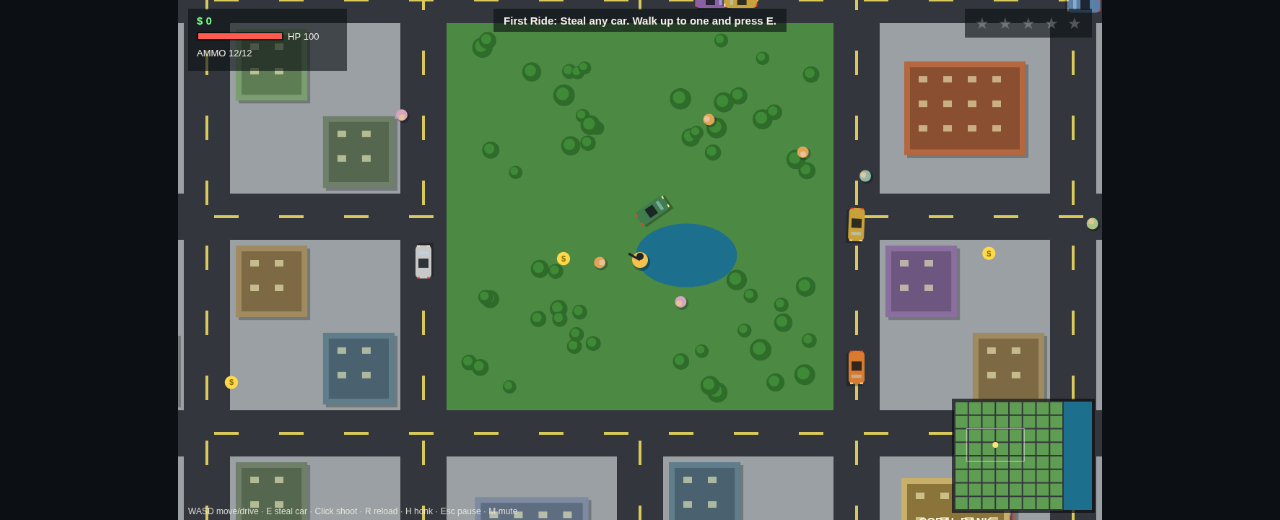 $ 0
First Ride: Steal any car. Walk up to one and press E.
HP 100
AMMO 12/12
$
$
$
WASD move/drive · E steal car · Click shoot · R reload · H honk · Esc pause · M mute